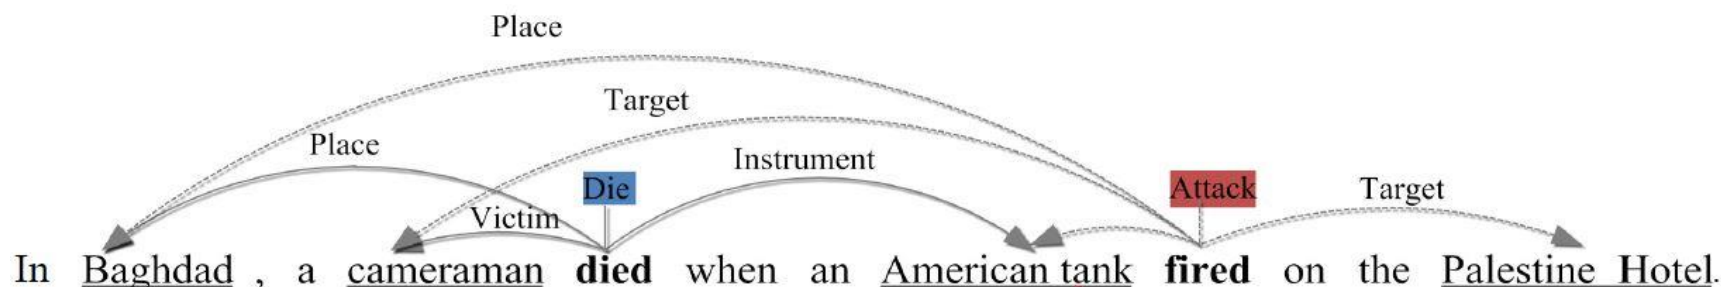 Place
Target
Place
Instrument
Die
Attack
Target
Victim
In Baghdad , a cameraman died when an American tank fired on the Palestine Hotel.